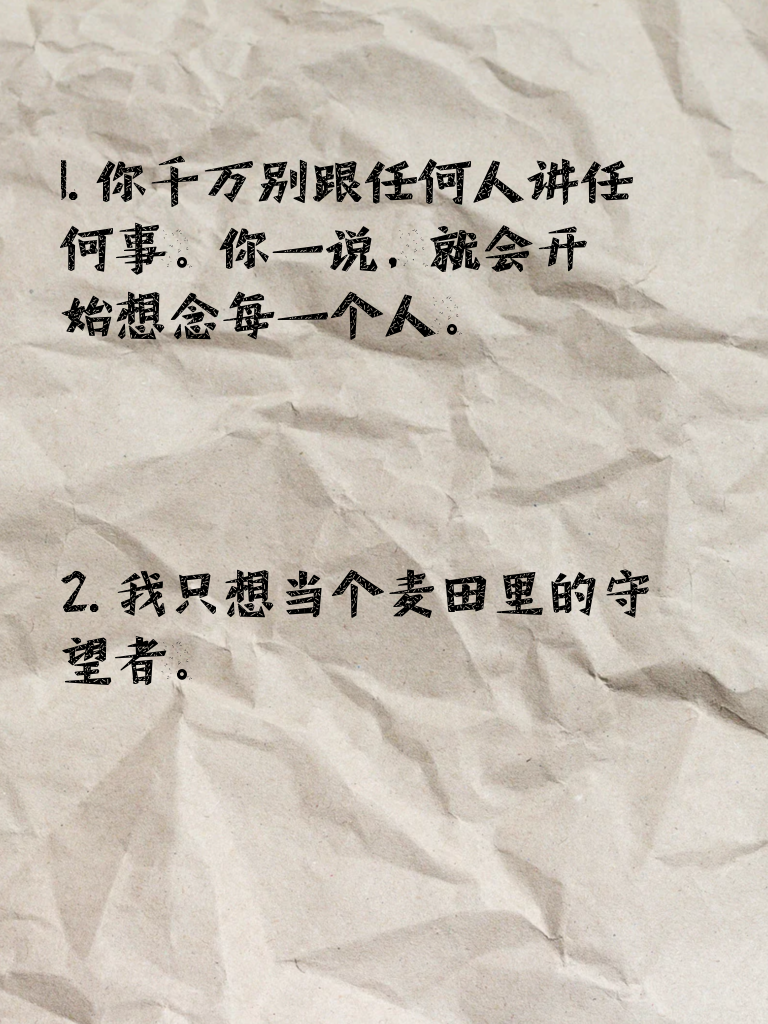 1. 你千万别跟任何人讲任
何事。你一说，就会开
始想念每一个人。
2. 我只想当个麦田里的守
望者。